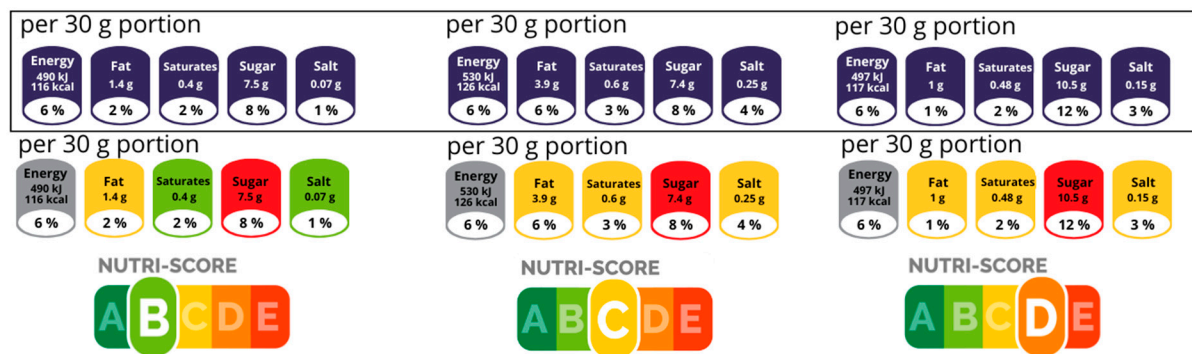 per 30 g portion
Energy Fat Saturates Sugar Salt
490 kJ 1.4 g 0.4 g 7.5 g 0.07 g
116 kcal
6 % 2 % 2 % 8 % 1 %
per 30 g portion
Energy Fat Saturates Sugar Salt
530 kJ 3.9 g 0.6 g 7.4 g 0.25 g
126 kcal
6 % 6 % 3 % 8 % 4 %
per 30 g portion
Energy Fat Saturates Sugar Salt
497 kJ 1 g 0.48 g 10.5 g 0.15 g
117 kcal
6 % 1 % 2 % 12 % 3 %
per 30 g portion
Energy Fat Saturates Sugar Salt
490 kJ 1.4 g 0.4 g 7.5 g 0.07 g
116 kcal
6 % 2 % 2 % 8 % 1 %
per 30 g portion
Energy Fat Saturates Sugar Salt
530 kJ 3.9 g 0.6 g 7.4 g 0.25 g
126 kcal
6 % 6 % 3 % 8 % 4 %
per 30 g portion
Energy Fat Saturates Sugar Salt
497 kJ 1 g 0.48 g 10.5 g 0.15 g
117 kcal
6 % 1 % 2 % 12 % 3 %
NUTRI-SCORE
A B C D E
NUTRI-SCORE
A B C D E
NUTRI-SCORE
A B C D E